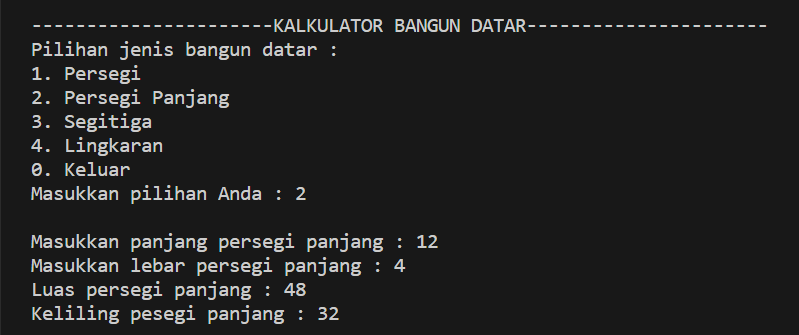 ----------------------KALKULATOR BANGUN DATAR----------------------
Pilihan jenis bangun datar :
1. Persegi
2. Persegi Panjang
3. Segitiga
4. Lingkaran
0. Keluar
Masukkan pilihan Anda : 2

Masukkan panjang persegi panjang : 12
Masukkan lebar persegi panjang : 4
Luas persegi panjang : 48
Keliling pesegi panjang : 32